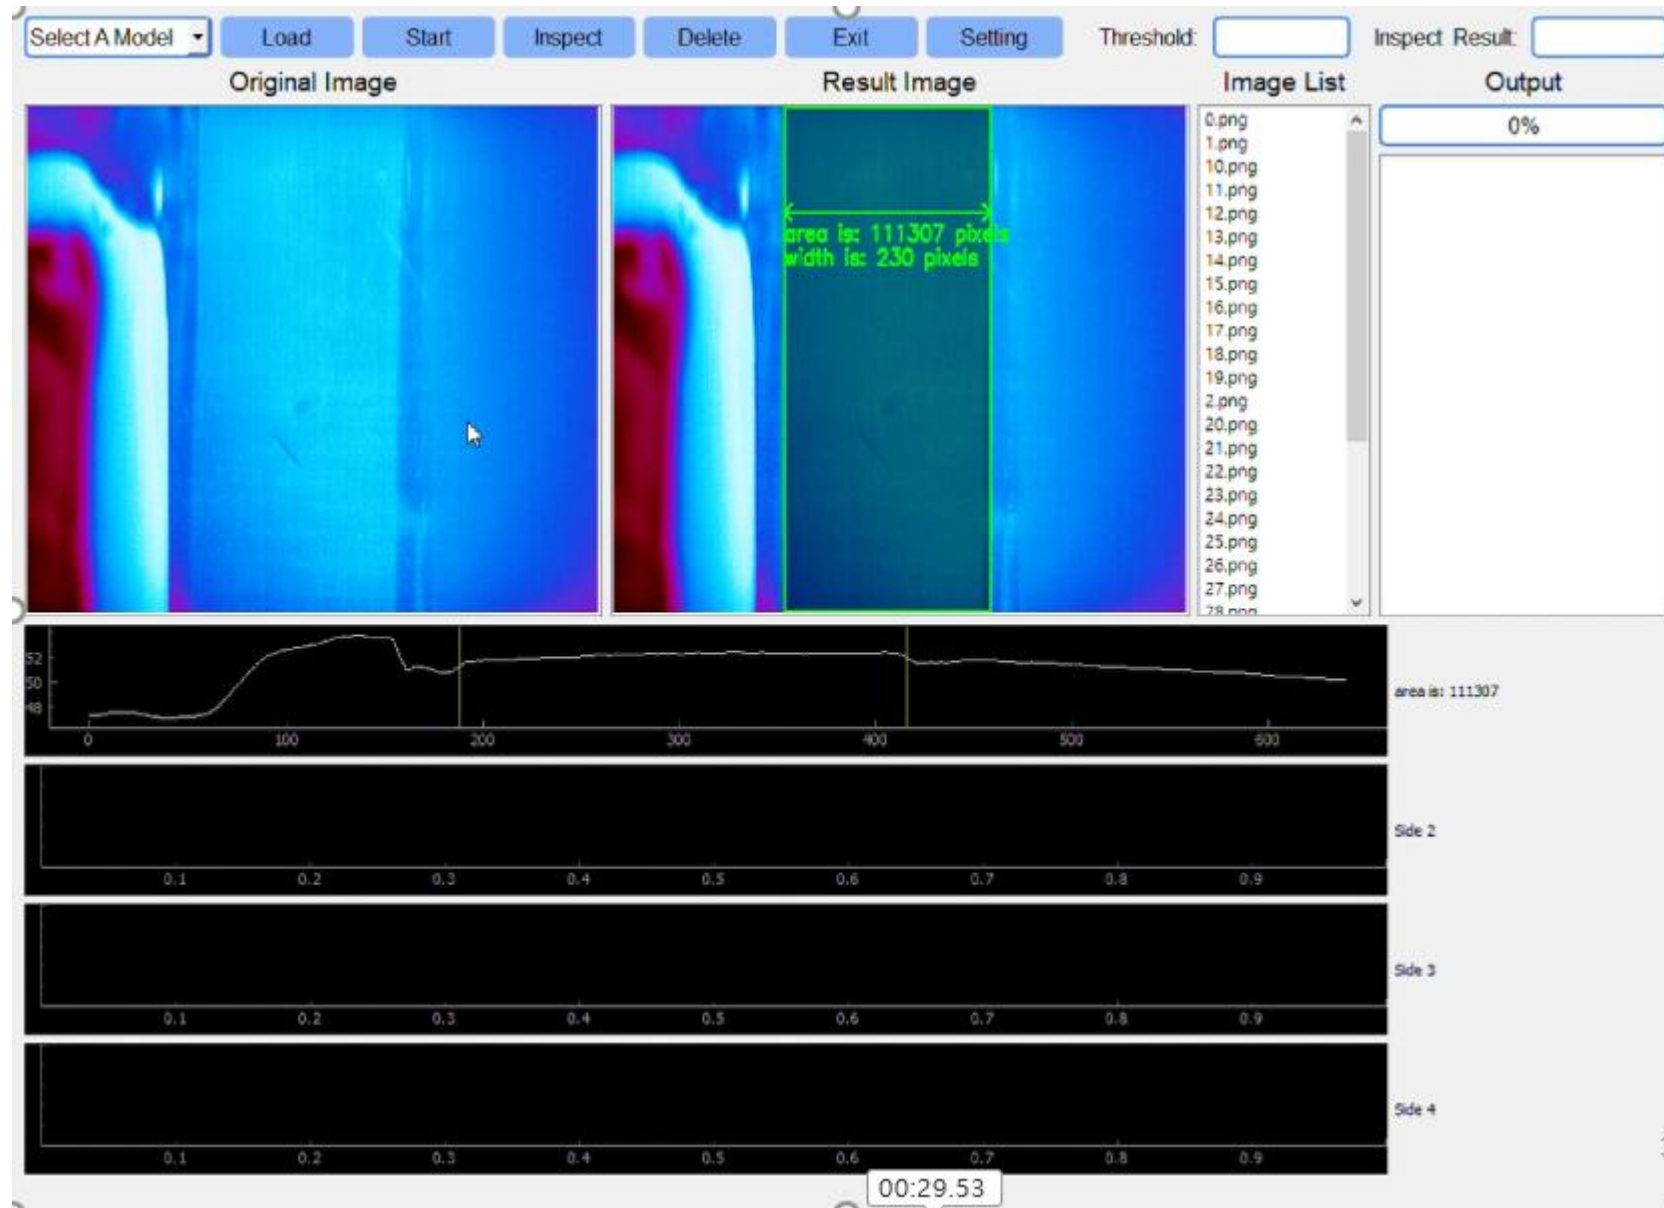 Select A Model Load Start Inspect Delete Exit Setting Threshold: Inspect Result:
Original Image Result Image Image List Output
0%
0.png
1.png
10.png
11.png
12.png
13.png
14.png
15.png
16.png
17.png
18.png
19.png
2.png
20.png
21.png
22.png
23.png
24.png
25.png
26.png
27.png
28.png
area is: 111307 pixels
width is: 230 pixels
52
50
48
0 100 200 300 400 500 600
area is: 111307
0.1 0.2 0.3 0.4 0.5 0.6 0.7 0.8 0.9
Side 2
0.1 0.2 0.3 0.4 0.5 0.6 0.7 0.8 0.9
Side 3
0.1 0.2 0.3 0.4 0.5 0.6 0.7 0.8 0.9
Side 4
00:29.53